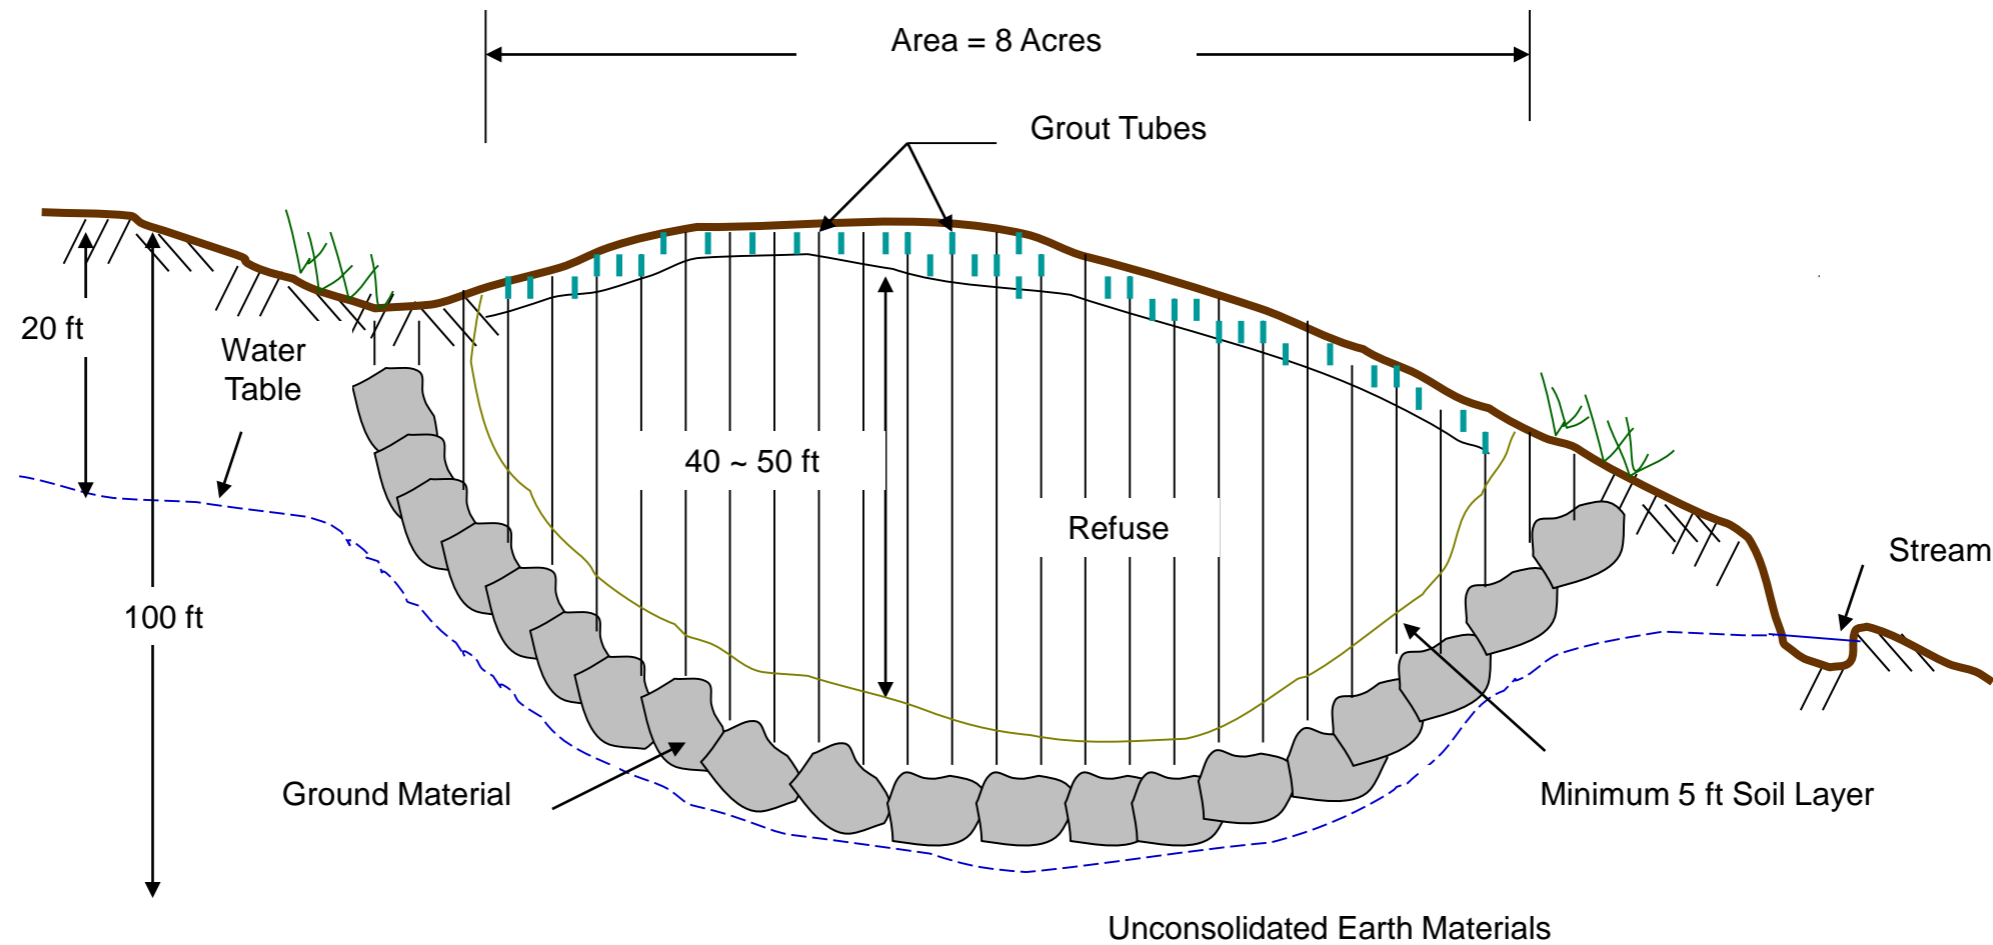 Area = 8 Acres
Grout Tubes
20 ft
Water
Table
40 ~ 50 ft
Refuse
Stream
100 ft
Ground Material
Minimum 5 ft Soil Layer
Unconsolidated Earth Materials